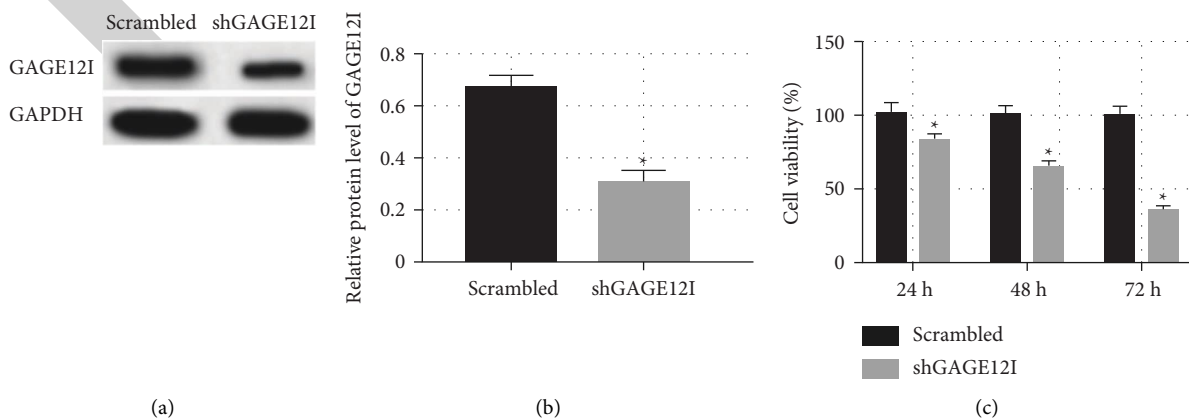 Scrambled shGAGE12I
GAGE12I
GAPDH
(a)
Relative protein level of GAGE12I
0.8
0.6
0.4
0.2
0
*
Scrambled shGAGE12I
(b)
Cell viability (%)
150
100
50
0
* * *
24 h 48 h 72 h
Scrambled
shGAGE12I
(c)